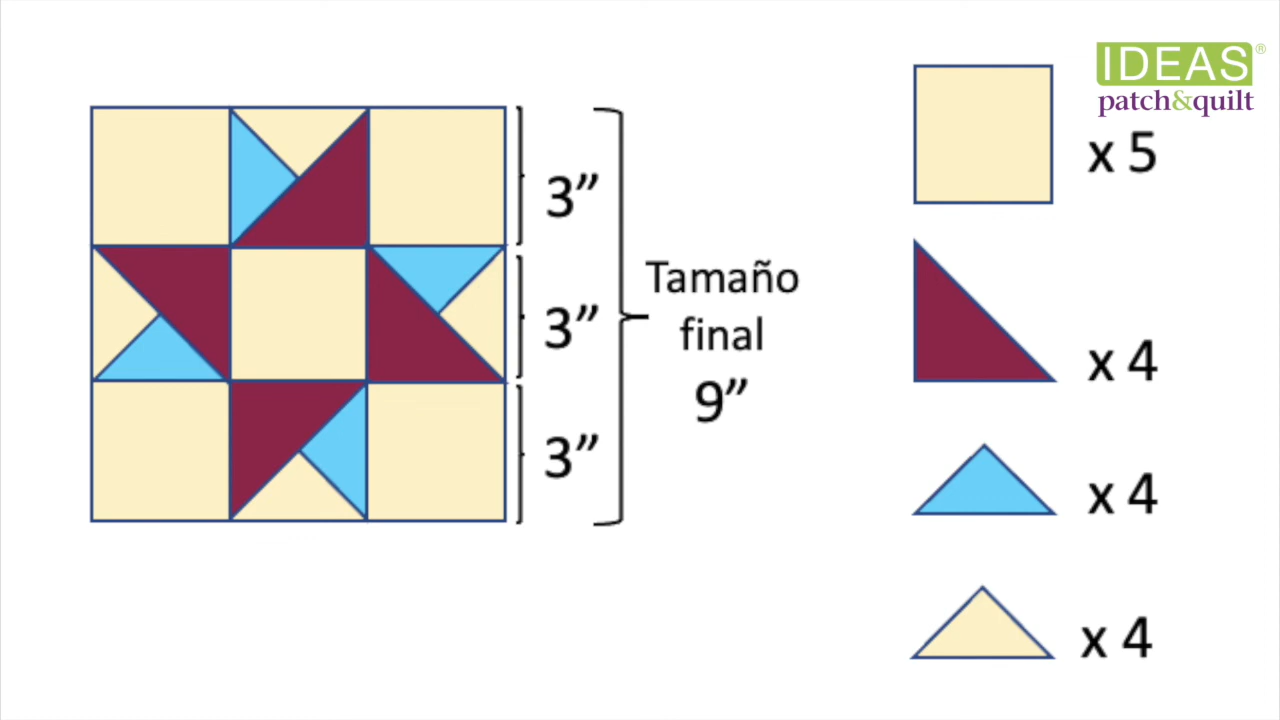 IDEAS®
patch&quilt
3”
3”
3”
Tamaño
final
9”
x 5
x 4
x 4
x 4